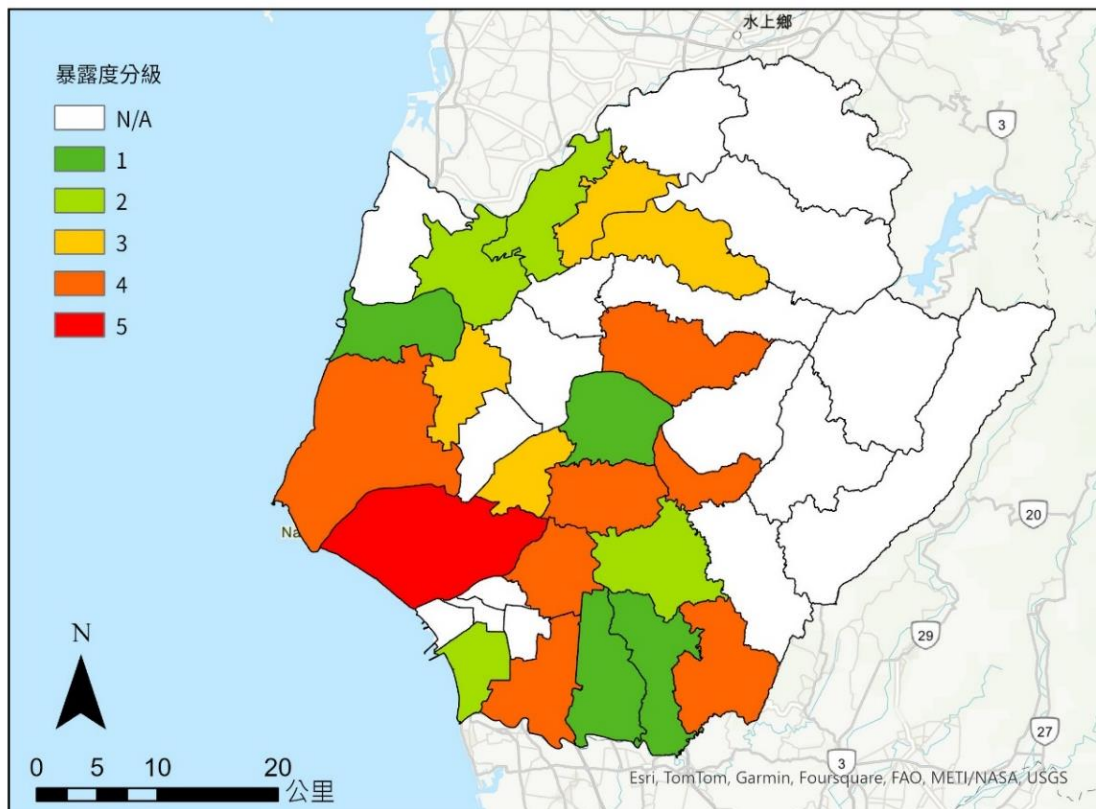 水上鄉
暴露度分級
N/A
1
2
3
4
5
3
20
Na
29
27
3
N
0 5 10 20
公里
Esri, TomTom, Garmin, Foursquare, FAO, METI/NASA, USGS